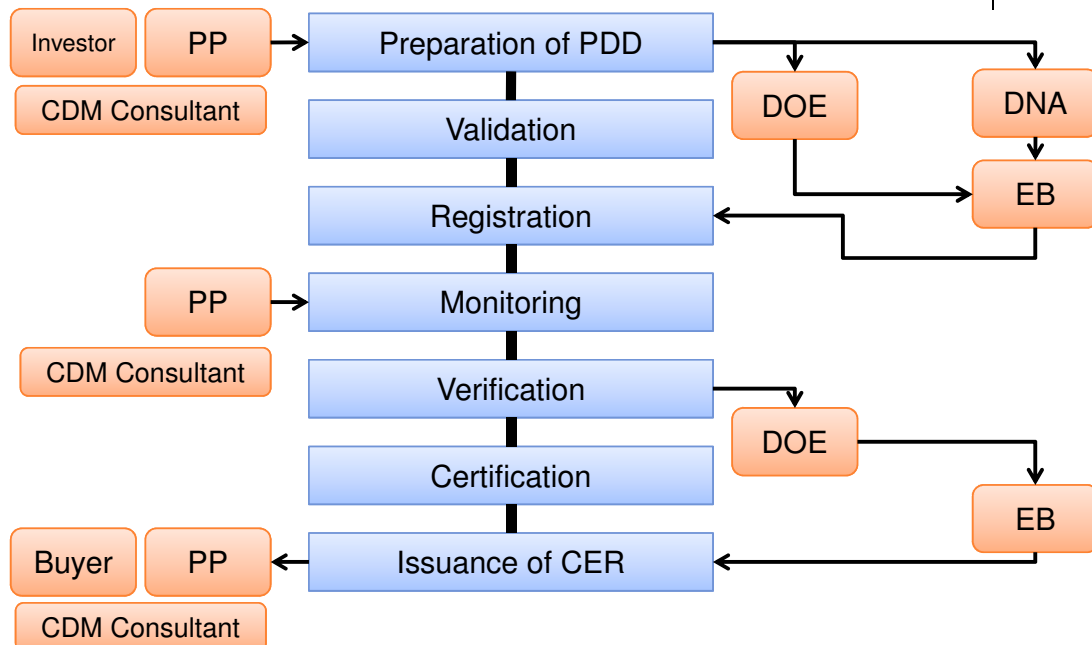 Investor
PP
Preparation of PDD
CDM Consultant
DOE
DNA
Validation
EB
Registration
PP
Monitoring
CDM Consultant
Verification
DOE
Certification
EB
Buyer
PP
Issuance of CER
CDM Consultant